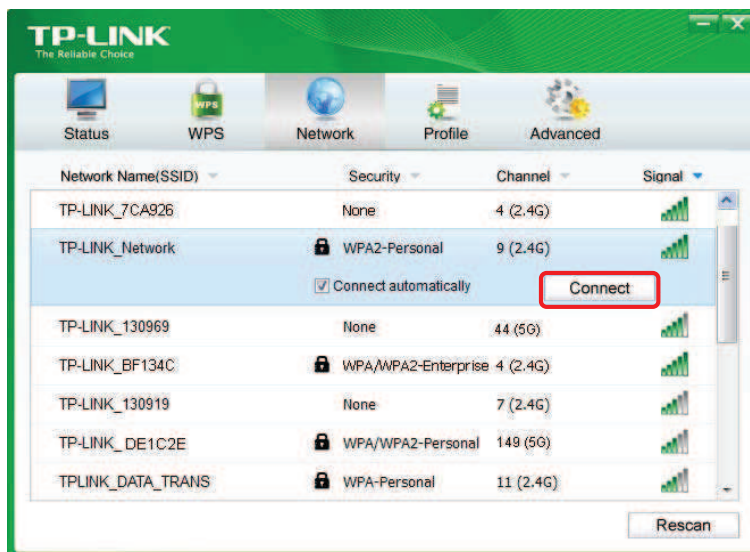 TP-LINK
The Reliable Choice
Status WPS Network Profile Advanced
Network Name(SSID) Security Channel Signal
TP-LINK_7CA926 None 4 (2.4G)
TP-LINK_Network WPA2-Personal 9 (2.4G)
Connect automatically Connect
TP-LINK_130969 None 44 (5G)
TP-LINK_BF134C WPA/WPA2-Enterprise 4 (2.4G)
TP-LINK_130919 None 7 (2.4G)
TP-LINK_ DE1C2E WPA/WPA2-Personal 149 (5G)
TPLINK_DATA_TRANS WPA-Personal 11 (2.4G)
Rescan